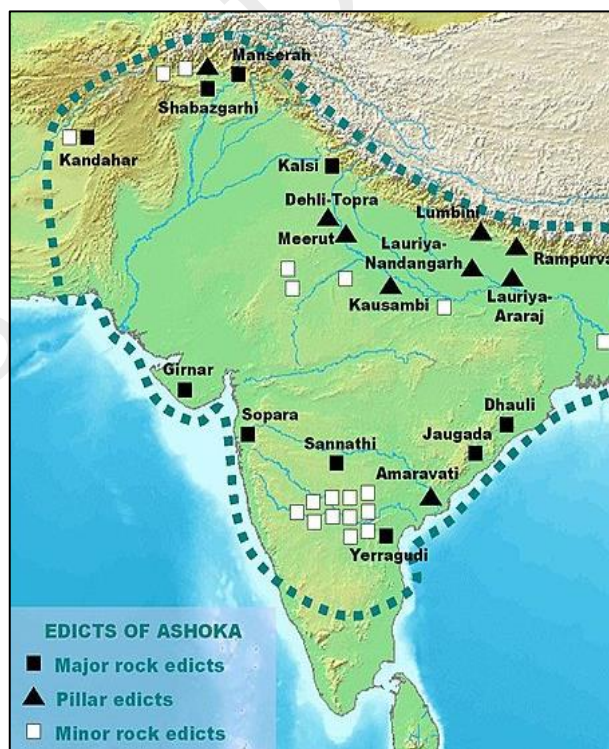 Manserah
Shabazgarhi
Kandahar
Kalsi
Dehli-Topra
Lumbini
Meerut
Lauriya-
Nandangarh
Rampurva
Kausambi
Lauriya-
Araraj
Girnar
Sopara
Dhauli
Sannathi
Jaugada
Amaravati
Yerragudi
EDICTS OF ASHOKA
Major rock edicts
Pillar edicts
Minor rock edicts